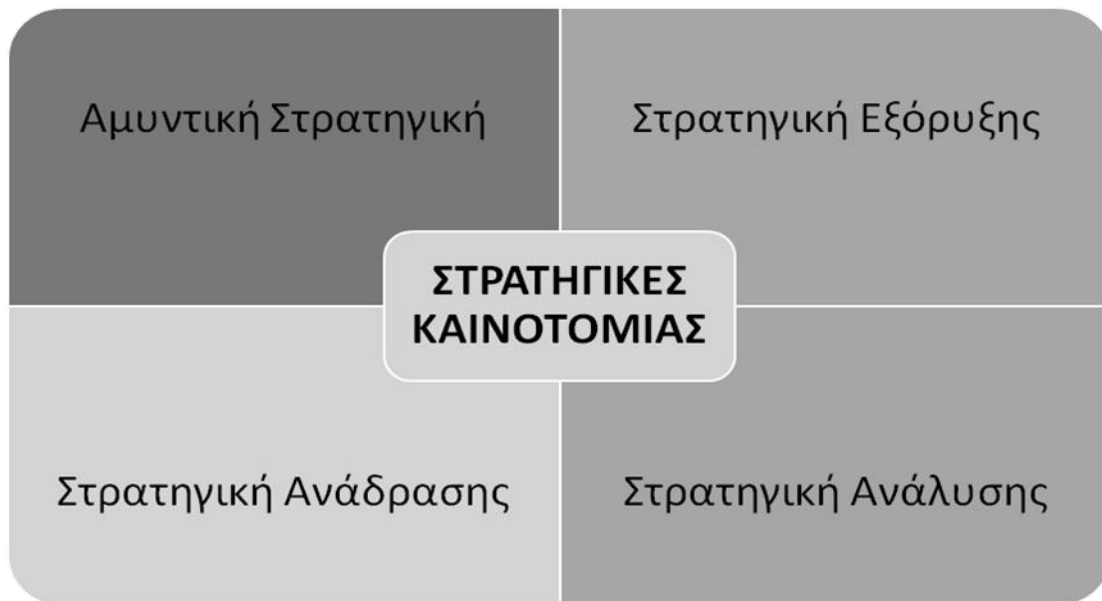 Αμυντική Στρατηγική
Στρατηγική Εξόρυξης
ΣΤΡΑΤΗΓΙΚΕΣ
ΚΑΙΝΟΤΟΜΙΑΣ
Στρατηγική Ανάδρασης
Στρατηγική Ανάλυσης